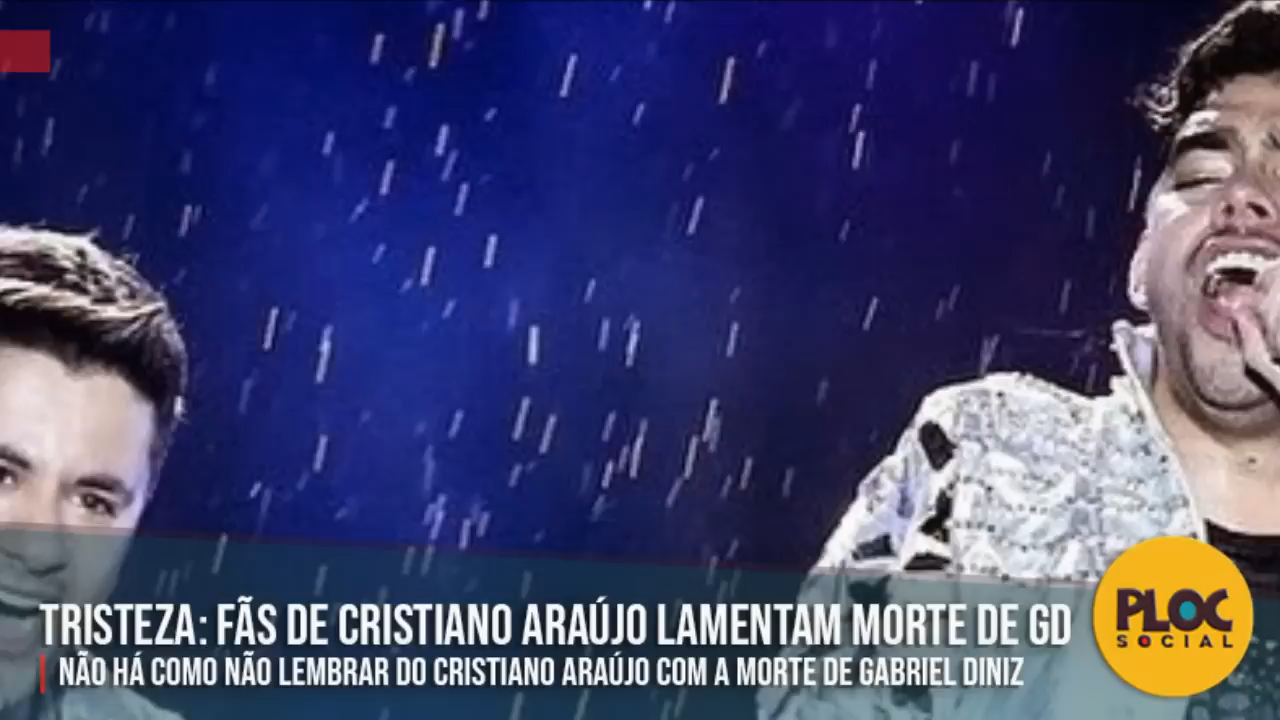 TRISTEZA: FÃS DE CRISTIANO ARAÚJO LAMENTAM MORTE DE GD
NÃO HÁ COMO NÃO LEMBRAR DO CRISTIANO ARAÚJO COM A MORTE DE GABRIEL DINIZ
PLOC
SOCIAL